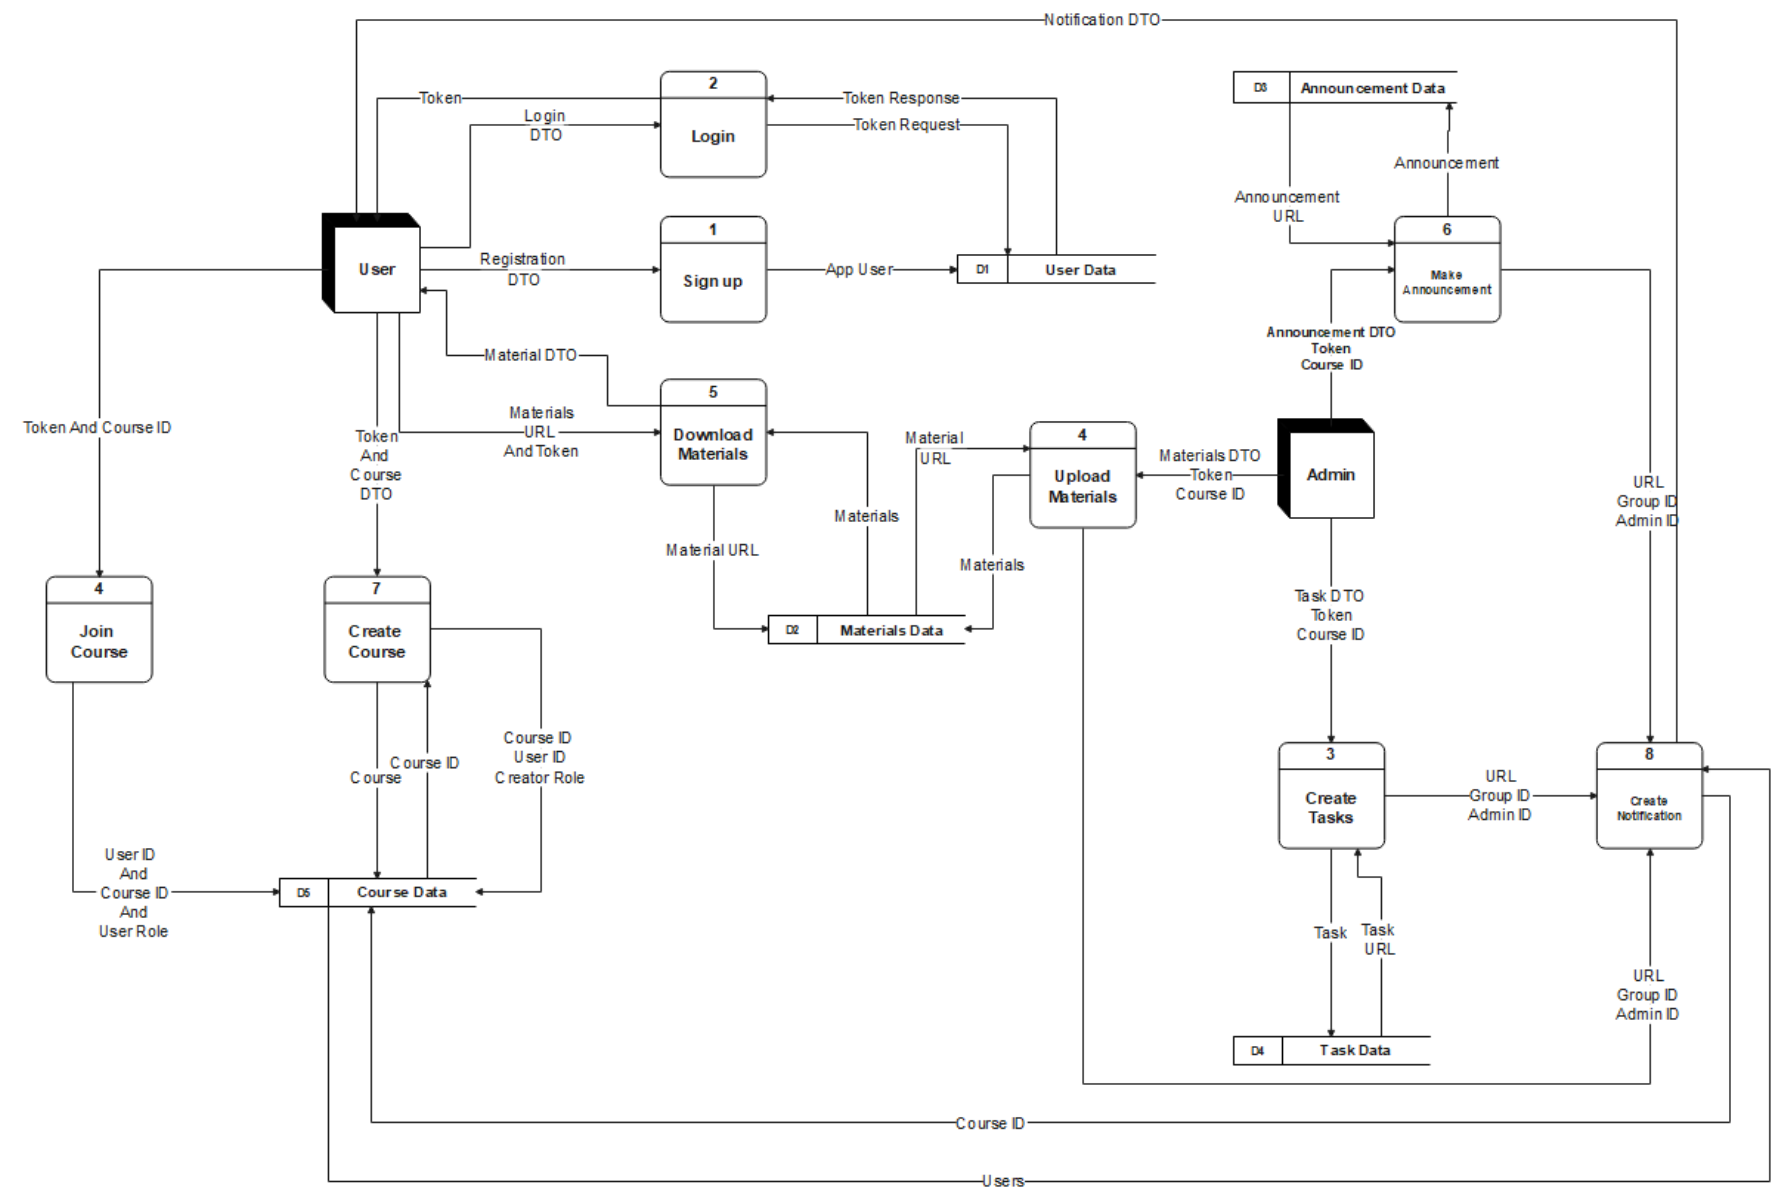 Notification DTO
2
Login
Token
Login
DTO
Token Response
Token Request
D3
Announcement Data
Announcement
Announcement
URL
User
Registration
DTO
1
Sign up
App User
D1
User Data
6
Make
Announcement
Announcement DTO
Token
Course ID
Material DTO
5
Download
Materials
Materials
URL
And Token
Token And Course ID
Token
And
Course
DTO
Material
URL
4
Upload
Materials
Materials DTO
Token
Course ID
Admin
URL
Group ID
Admin ID
Materials
Material URL
Materials
D2
Materials Data
Task DTO
Token
Course ID
4
Join
Course
7
Create
Course
Course ID
User ID
Creator Role
Course
Course ID
3
Create
Tasks
URL
Group ID
Admin ID
8
Create
Notification
User ID
And
Course ID
And
User Role
D5
Course Data
Task
Task
URL
URL
Group ID
Admin ID
D4
Task Data
Course ID
Users